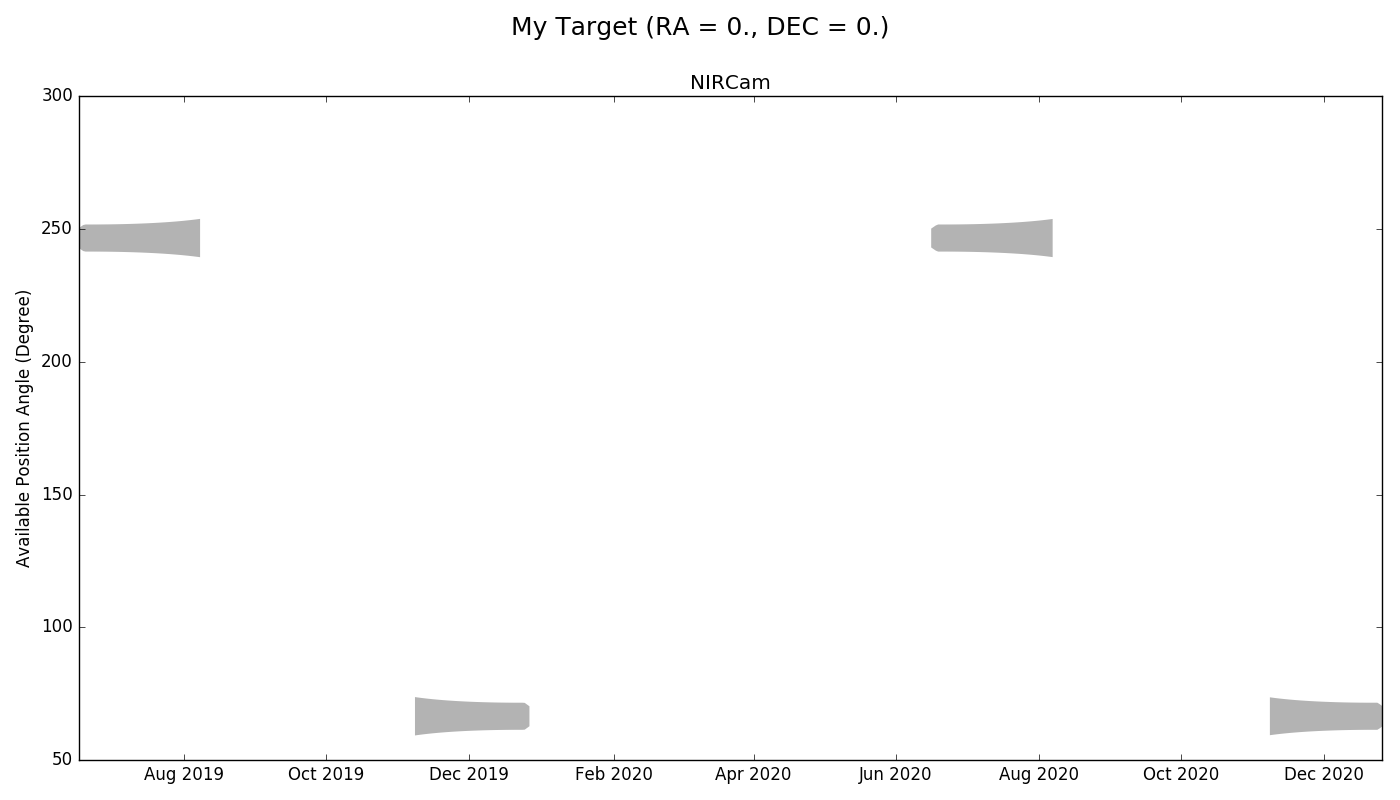 My Target (RA = 0., DEC = 0.)
NIRCam
300
250
200
150
100
50
Available Position Angle (Degree)
Aug 2019
Oct 2019
Dec 2019
Feb 2020
Apr 2020
Jun 2020
Aug 2020
Oct 2020
Dec 2020